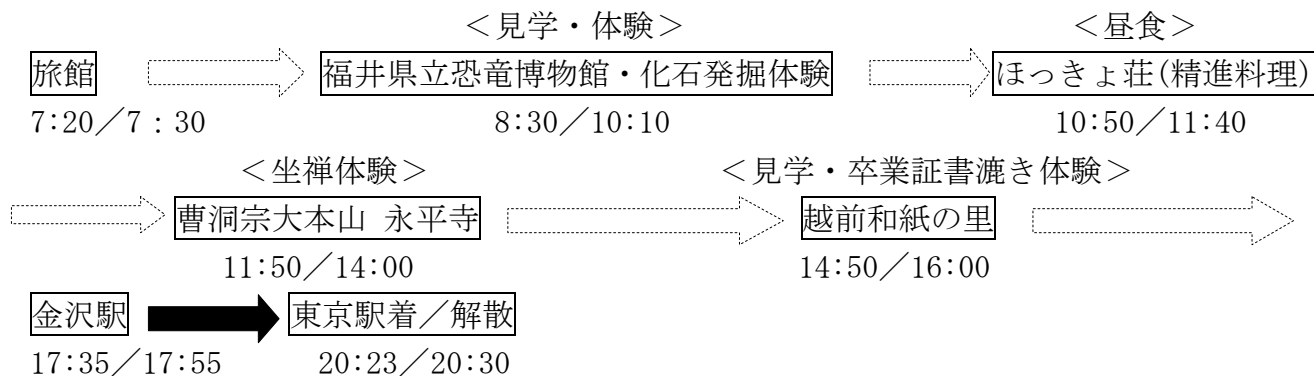 ＜見学・体験＞ ＜昼食＞
旅館 福井県立恐竜博物館・化石発掘体験 ほっきょ荘(精進料理)
7:20／7：30 8:30／10:10 10:50／11:40
＜坐禅体験＞ ＜見学・卒業証書漉き体験＞
曹洞宗大本山 永平寺 越前和紙の里
11:50／14:00 14:50／16:00
金沢駅 東京駅着／解散
17:35／17:55 20:23／20:30